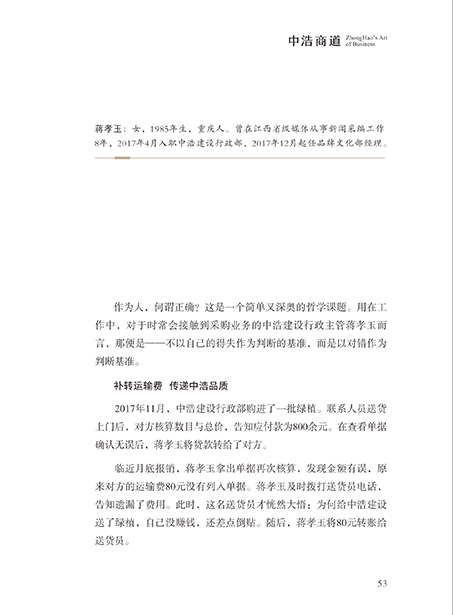 中浩商道
ZhongHao's Art
of Business
蒋孝玉：女，1985年生，重庆人。曾在江西省级媒体从事新闻采编工作
8年，2017年4月入职中浩建设行政部，2017年12月起任品牌文化部经理。
作为人，何谓正确？这是一个简单又深奥的哲学课题。用在工
作中，对于时常会接触到采购业务的中浩建设行政主管蒋孝玉而
言，那便是——不以自己的得失作为判断的基准，而是以对错作为
判断基准。
补转运输费 传递中浩品质
2017年11月，中浩建设行政部购进了一批绿植。联系人员送货
上门后，对方核算数目与总价，告知应付款为800余元。在查看单据
确认无误后，蒋孝玉将货款转给了对方。
临近月底报销，蒋孝玉拿出单据再次核算，发现金额有误，原
来对方的运输费80元没有列入单据。蒋孝玉及时拨打送货员电话，
告知遗漏了费用。此时，这名送货员才恍然大悟：为何给中浩建设
送了绿植，自己没赚钱，还差点倒贴。随后，蒋孝玉将80元转账给
送货员。
53